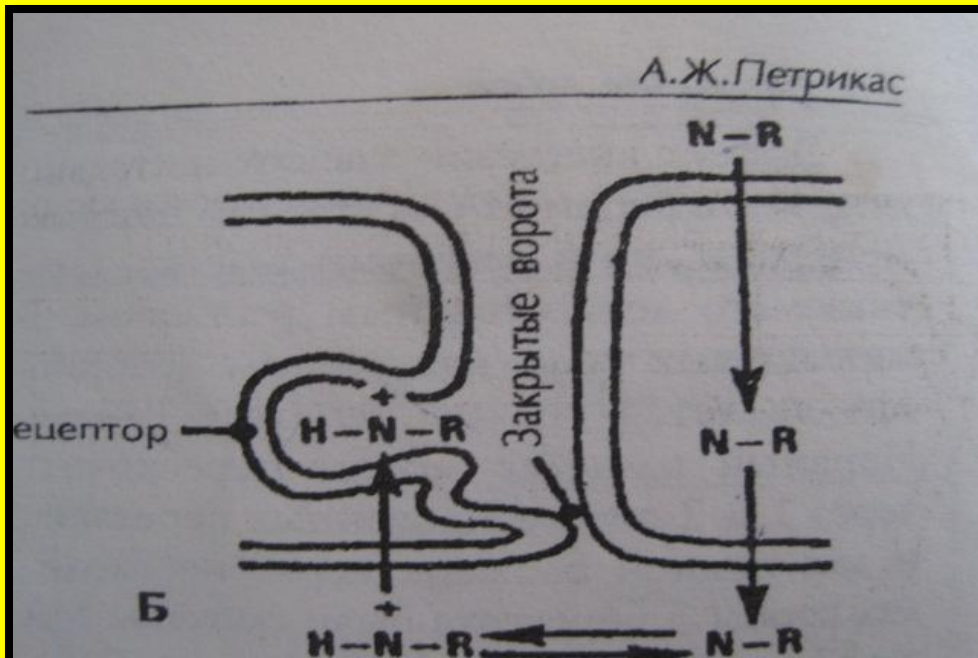 А.Ж.Петрикас
N–R
Закрытые ворота
+
H–N–R
ецептор
N–R
Б
+
H–N–R
N–R